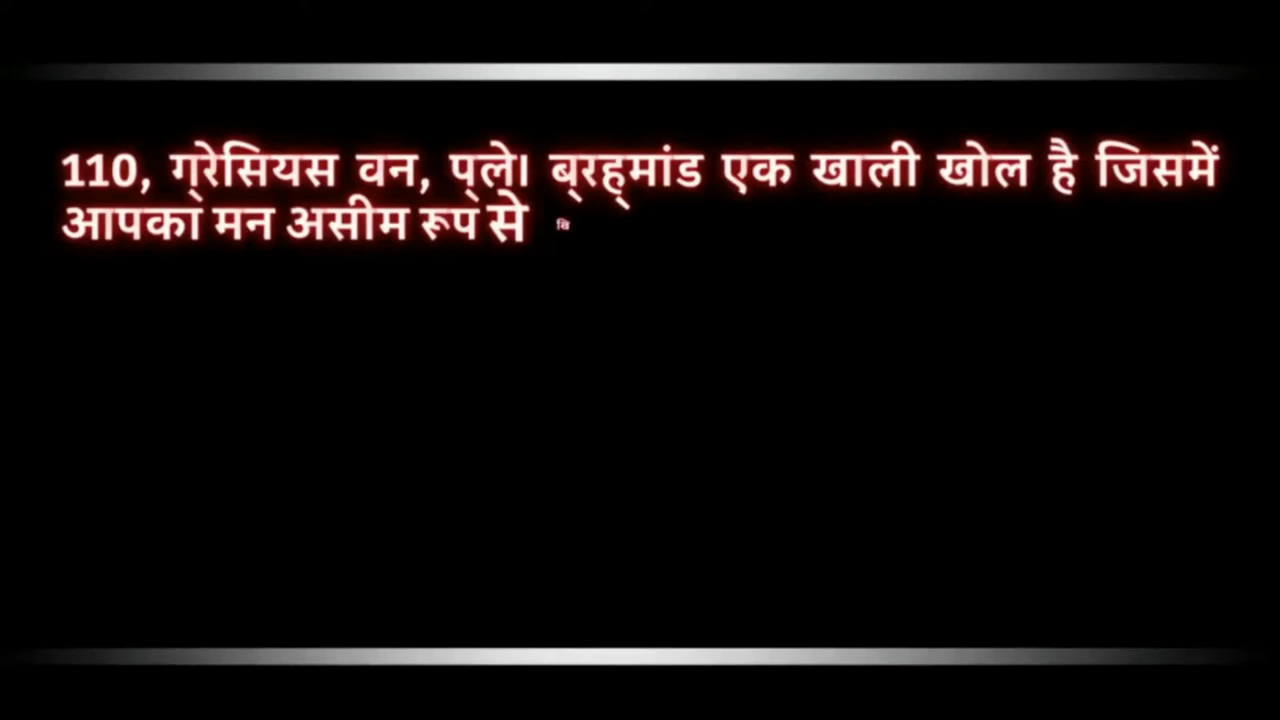 110, ग्रेसियस वन, प्ले। ब्रह्मांड एक खाली खोल है जिसमें
आपका मन असीम रूप से